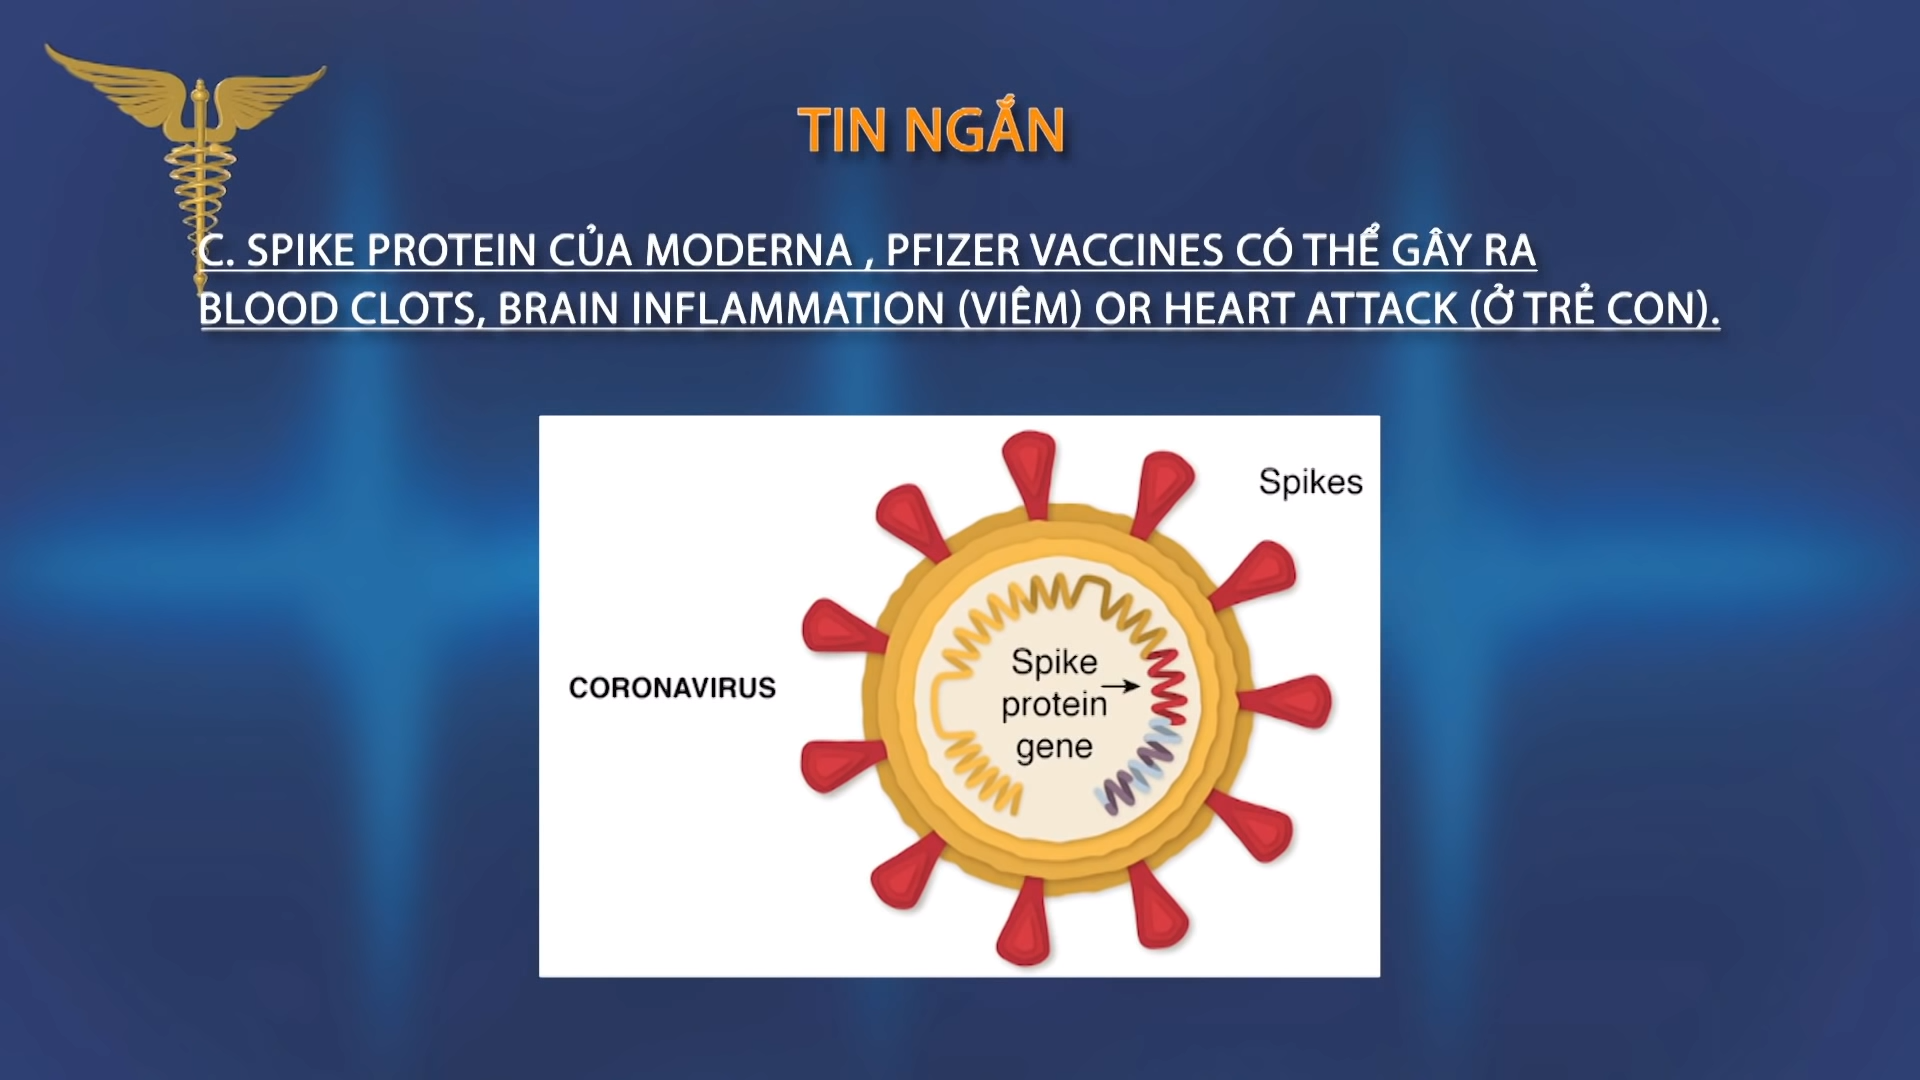 TIN NGẮN
C. SPIKE PROTEIN CỦA MODERNA , PFIZER VACCINES CÓ THỂ GÂY RA
BLOOD CLOTS, BRAIN INFLAMMATION (VIÊM) OR HEART ATTACK (Ở TRẺ CON).
Spikes
CORONAVIRUS
Spike
protein
gene